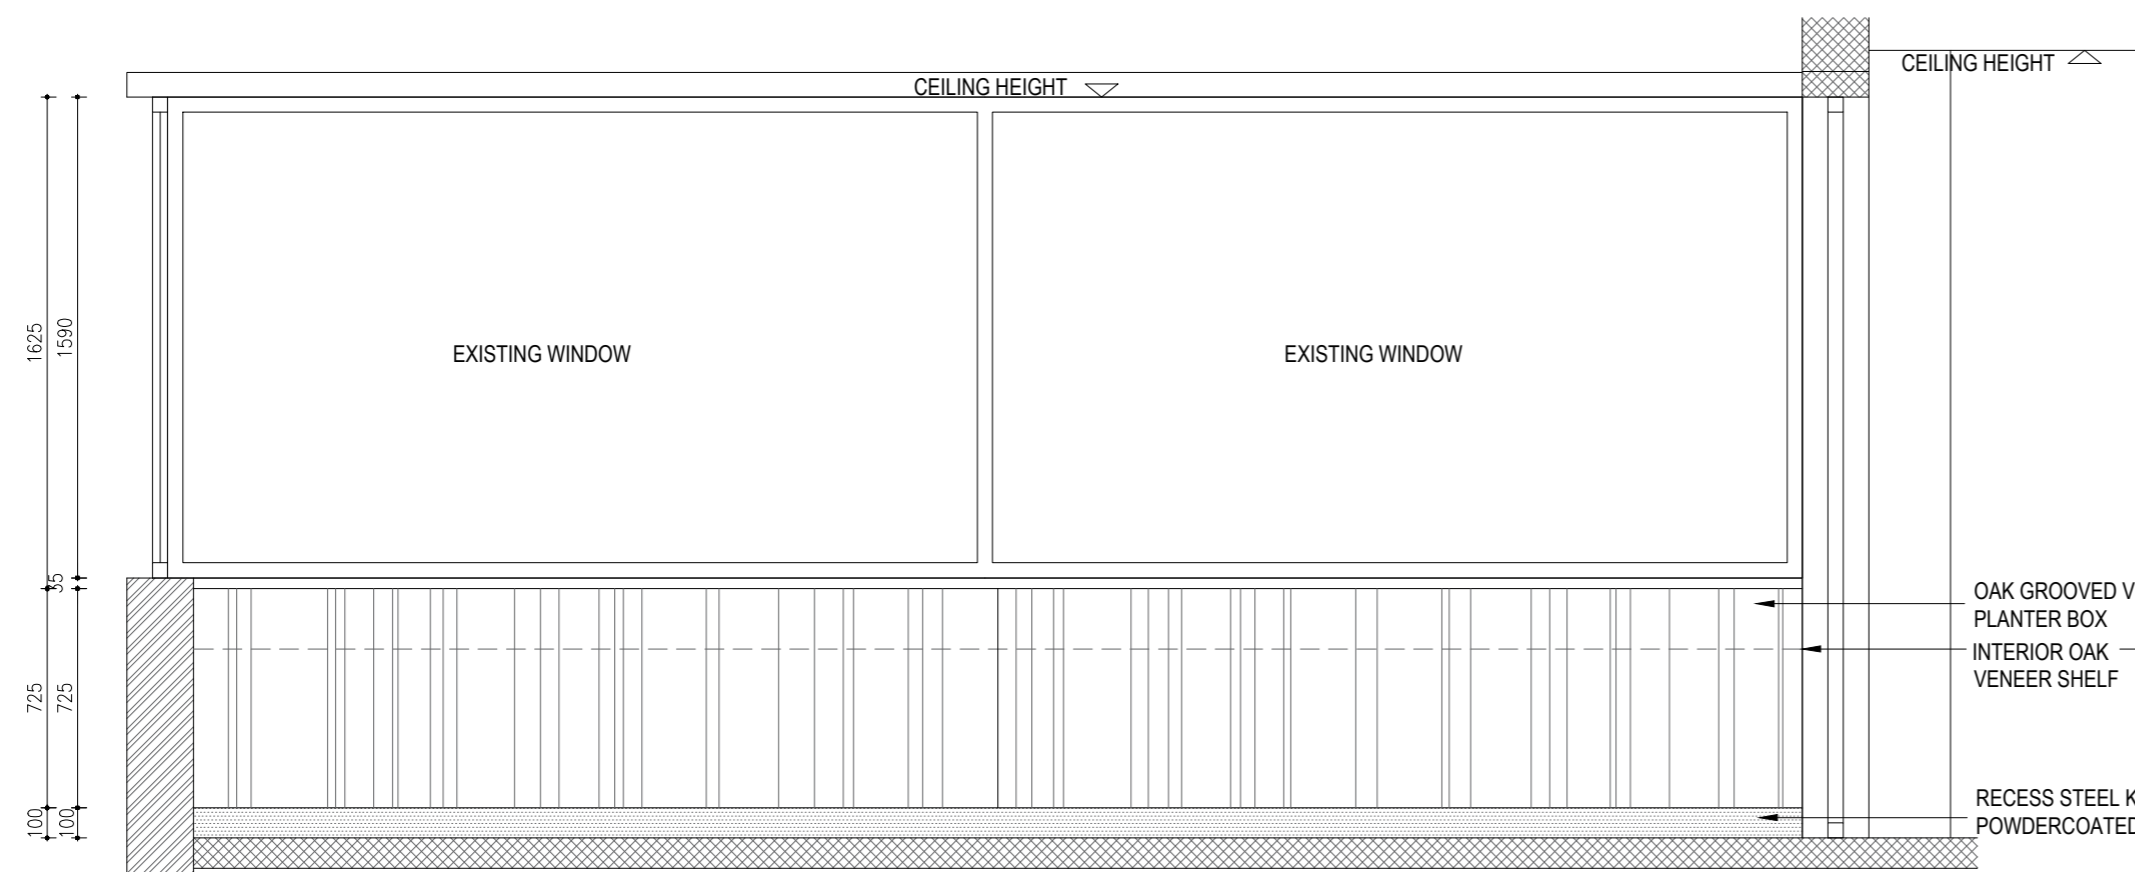 CEILING HEIGHT
CEILING HEIGHT
1625
1590
EXISTING WINDOW
EXISTING WINDOW
35
OAK GROOVED V
PLANTER BOX
INTERIOR OAK
VENEER SHELF
725
725
RECESS STEEL K
POWDERCOATED
100
100